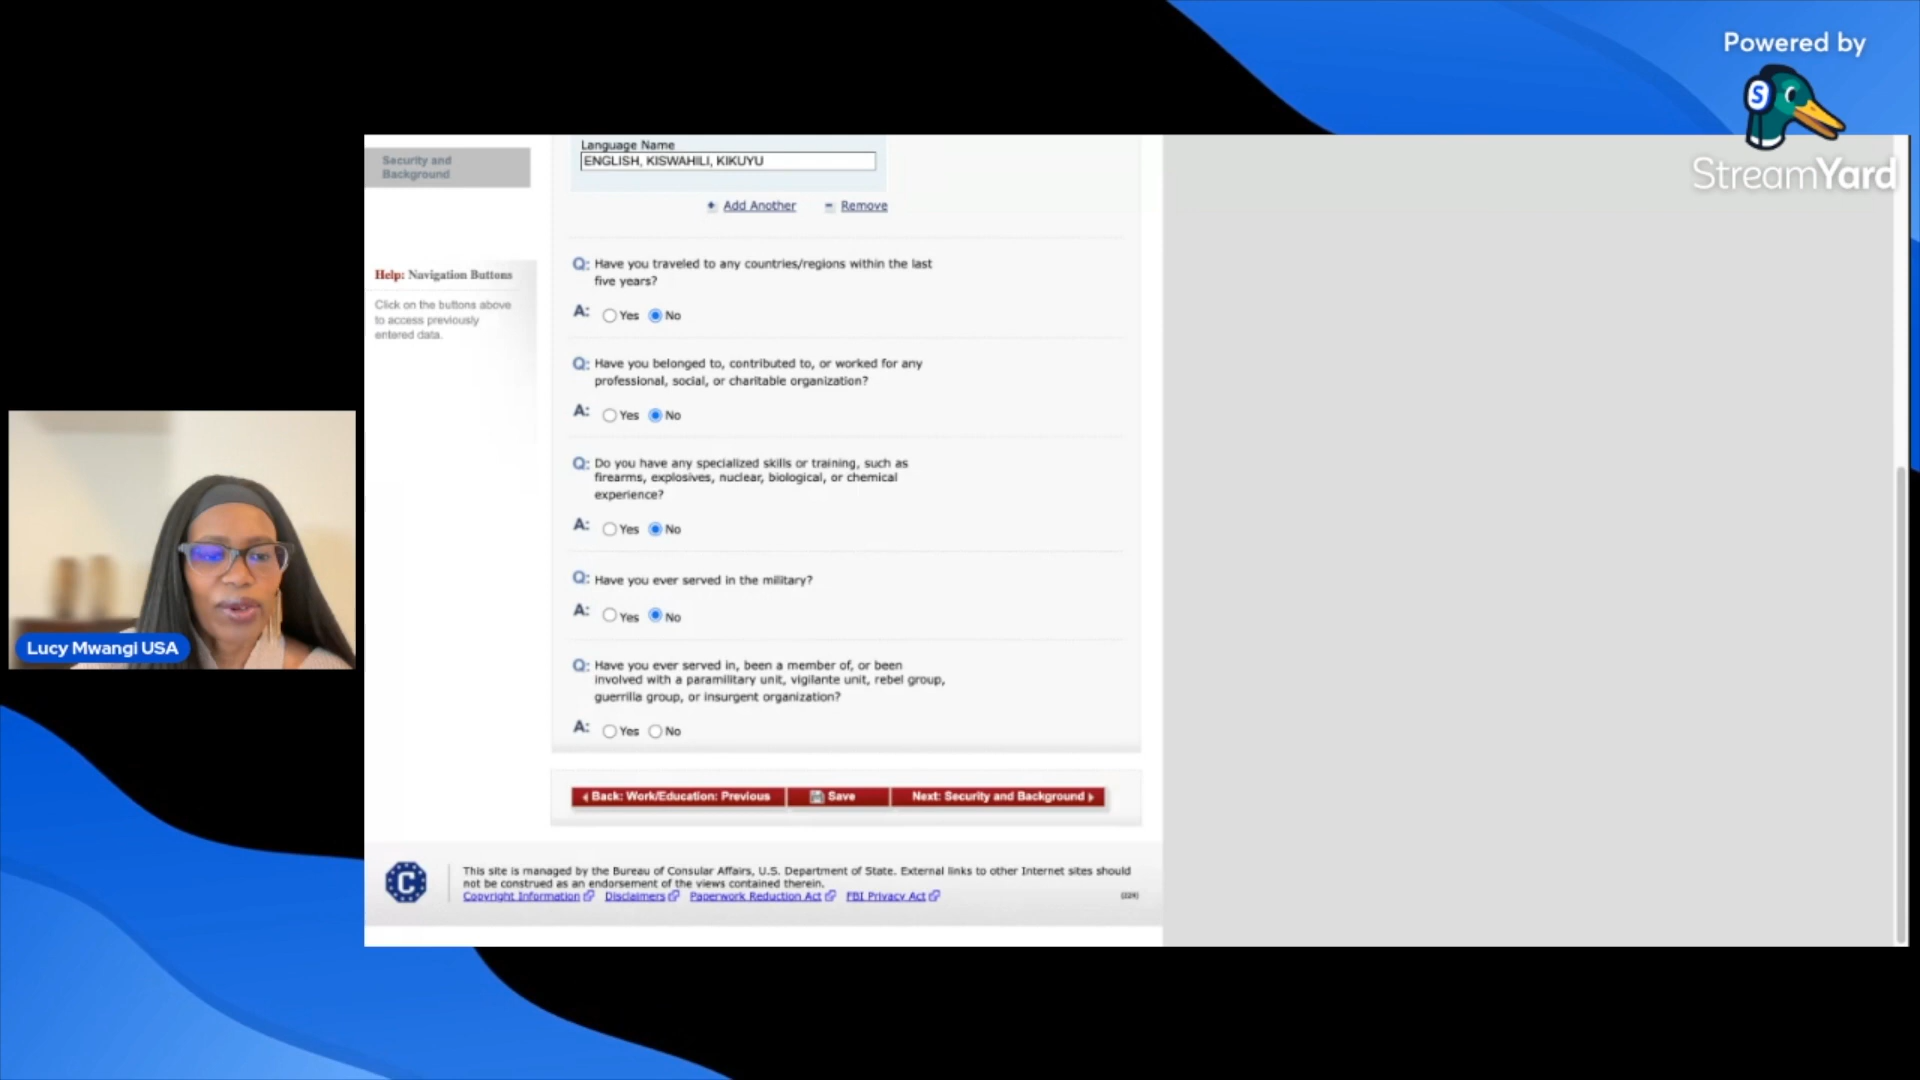 Powered by
StreamYard
Security and
Background
Language Name
ENGLISH, KISWAHILI, KIKUYU
Add Another
Remove
Help: Navigation Buttons
Click on the buttons above
to access previously
entered data.
Q: Have you traveled to any countries/regions within the last
five years?
A: Yes No
Q: Have you belonged to, contributed to, or worked for any
professional, social, or charitable organization?
A: Yes No
Q: Do you have any specialized skills or training, such as
firearms, explosives, nuclear, biological, or chemical
experience?
A: Yes No
Q: Have you ever served in the military?
A: Yes No
Q: Have you ever served in, been a member of, or been
involved with a paramilitary unit, vigilante unit, rebel group,
guerrilla group, or insurgent organization?
A: Yes No
Lucy Mwangi USA
Back: Work/Education: Previous
Save
Next: Security and Background
This site is managed by the Bureau of Consular Affairs, U.S. Department of State. External links to other Internet sites should
not be construed as an endorsement of the views contained therein.
Copyright Information Disclaimers Paperwork Reduction Act FBI Privacy Act